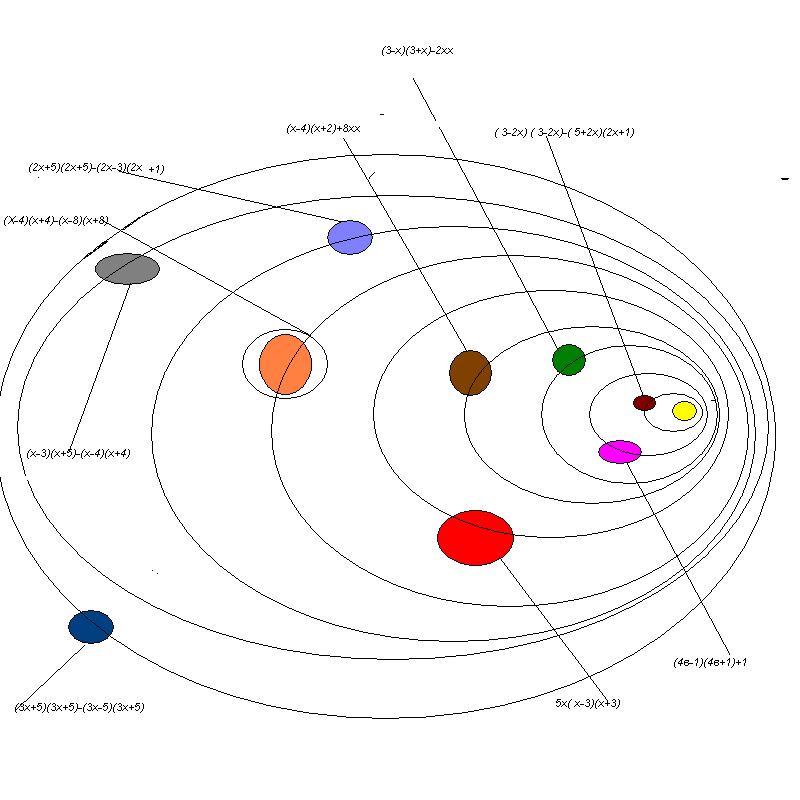 (3-x)(3+x)-2xx
(x-4)(x+2)+8xx
( 3-2x) ( 3-2x)-( 5+2x)(2x+1)
(2x+5)(2x+5)-(2x-3)(2x +1)
(X-4)(x+4)-(x-8)(x+8)
(x-3)(x+5)-(x-4)(x+4)
(4в-1)(4в+1)+1
5x( x-3)(x+3)
(3x+5)(3x+5)-(3x-5)(3x+5)